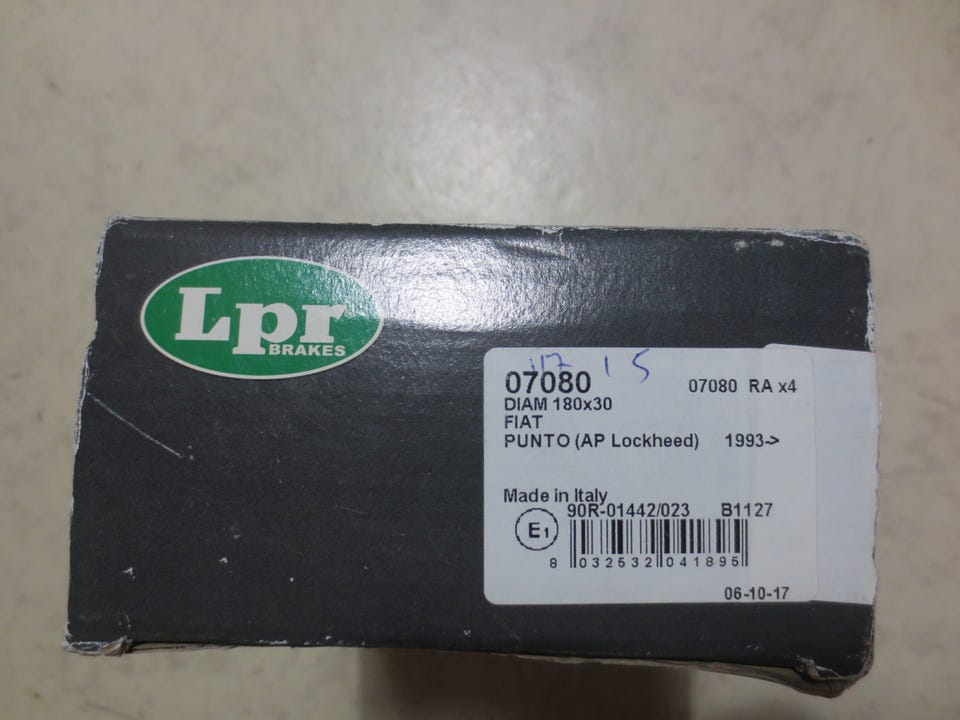 Lpr
BRAKES
07080 07080 RA x4
DIAM 180x30
FIAT
PUNTO (AP Lockheed) 1993->
Made in Italy
90R-01442/023 B1127
E1
8 032532 041895
06-10-17